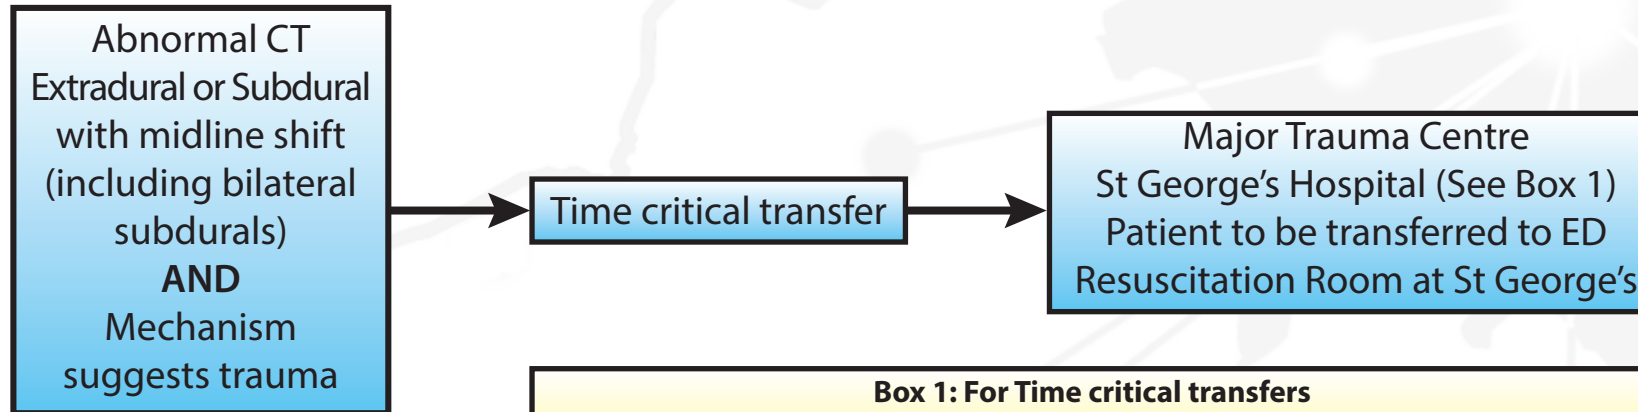 Abnormal CT
Extradural or Subdural
with midline shift
(including bilateral
subdurals)
AND
Mechanism
suggests trauma
Time critical transfer
Major Trauma Centre
St George’s Hospital (See Box 1)
Patient to be transferred to ED
Resuscitation Room at St George’s
Box 1: For Time critical transfers